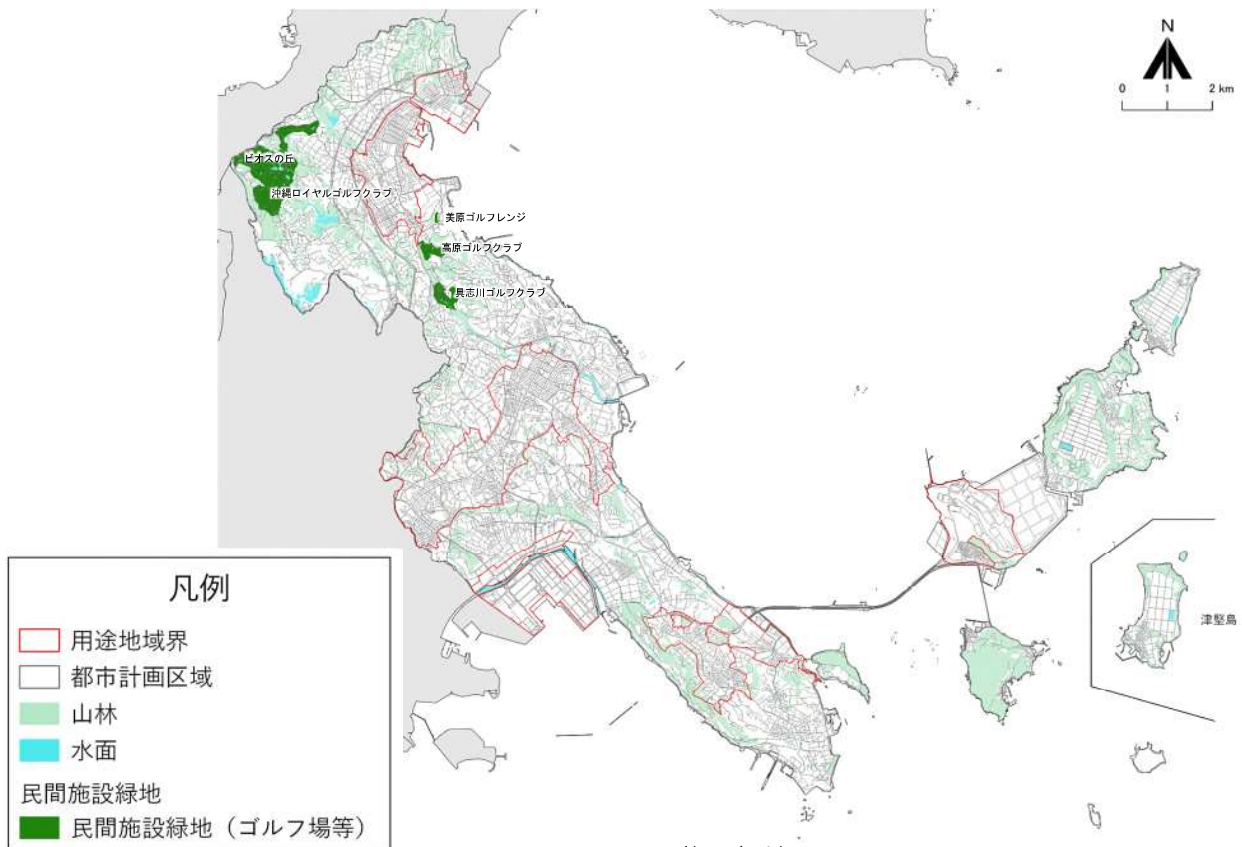 N
0 1 2 km
ビオスの丘
沖縄ロイヤルゴルフクラブ
美原ゴルフレンジ
高原ゴルフクラブ
具志川ゴルフクラブ
津堅島
凡例
用途地域界
都市計画区域
山林
水面
民間施設緑地
民間施設緑地（ゴルフ場等）